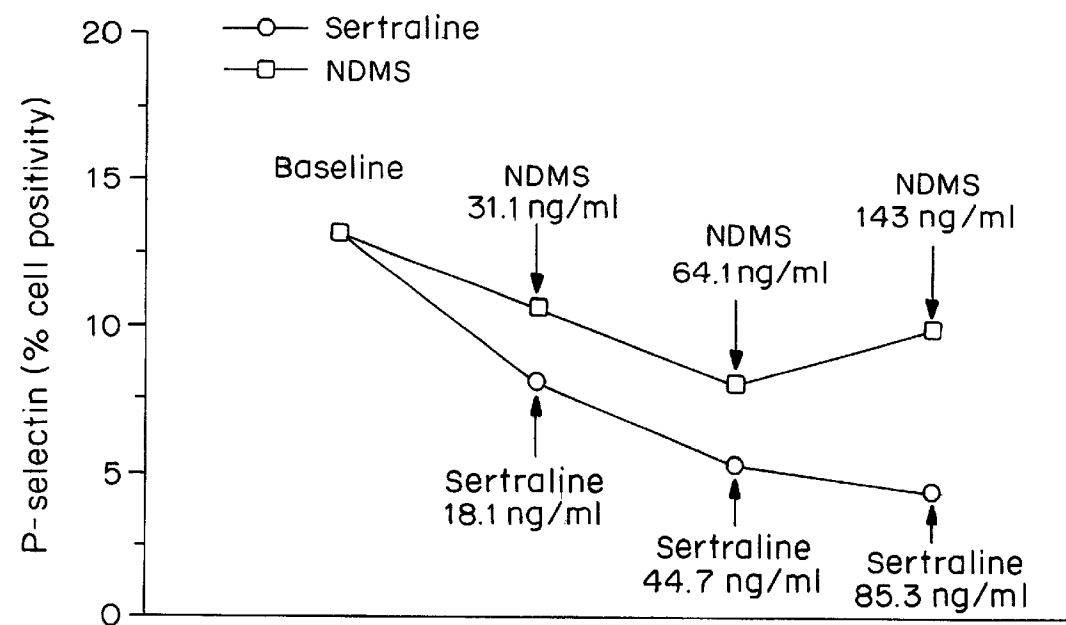 Sertraline
NDMS
P-selectin (% cell positivity)
20
15
10
5
0
Baseline
NDMS
31.1 ng/ml
NDMS
64.1 ng/ml
NDMS
143 ng/ml
Sertraline
18.1 ng/ml
Sertraline
44.7 ng/ml
Sertraline
85.3 ng/ml